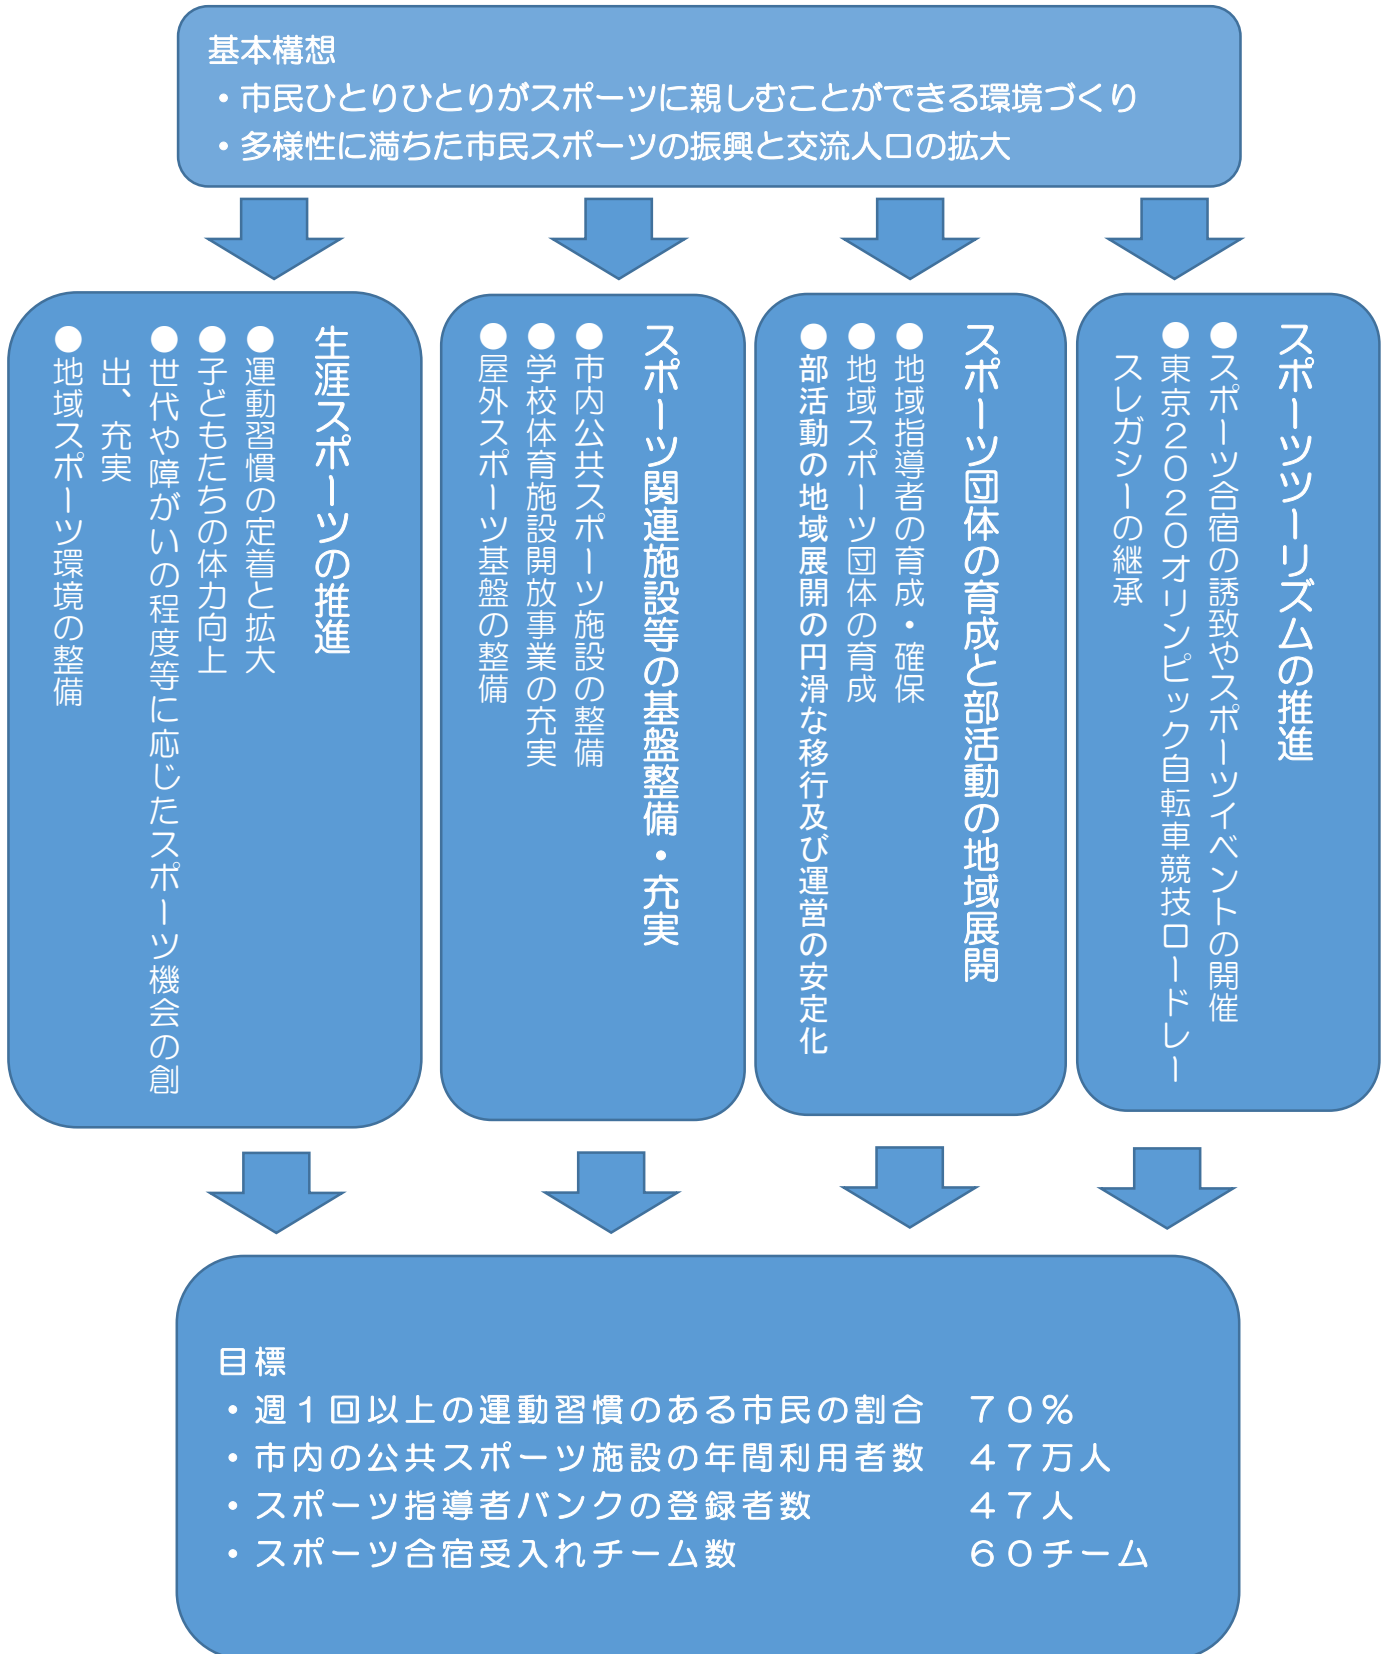 基本構想
・市民ひとりひとりがスポーツに親しむことができる環境づくり
・多様性に満ちた市民スポーツの振興と交流人口の拡大
生涯スポーツの推進
●運動習慣の定着と拡大
●子どもたちの体力向上
●世代や障がいの程度等に応じたスポーツ機会の創
出、充実
●地域スポーツ環境の整備
スポーツ関連施設等の基盤整備・充実
●市内公共スポーツ施設の整備
●学校体育施設開放事業の充実
●屋外スポーツ基盤の整備
スポーツ団体の育成と部活動の地域展開
●地域指導者の育成・確保
●地域スポーツ団体の育成
●部活動の地域展開の円滑な移行及び運営の安定化
スポーツツーリズムの推進
●スポーツ合宿の誘致やスポーツイベントの開催
●東京２０２０オリンピック自転車競技ロードレー
スレガシーの継承
目標
・週１回以上の運動習慣のある市民の割合　７０％
・市内の公共スポーツ施設の年間利用者数　４７万人
・スポーツ指導者バンクの登録者数　４７人
・スポーツ合宿受入れチーム数　６０チーム